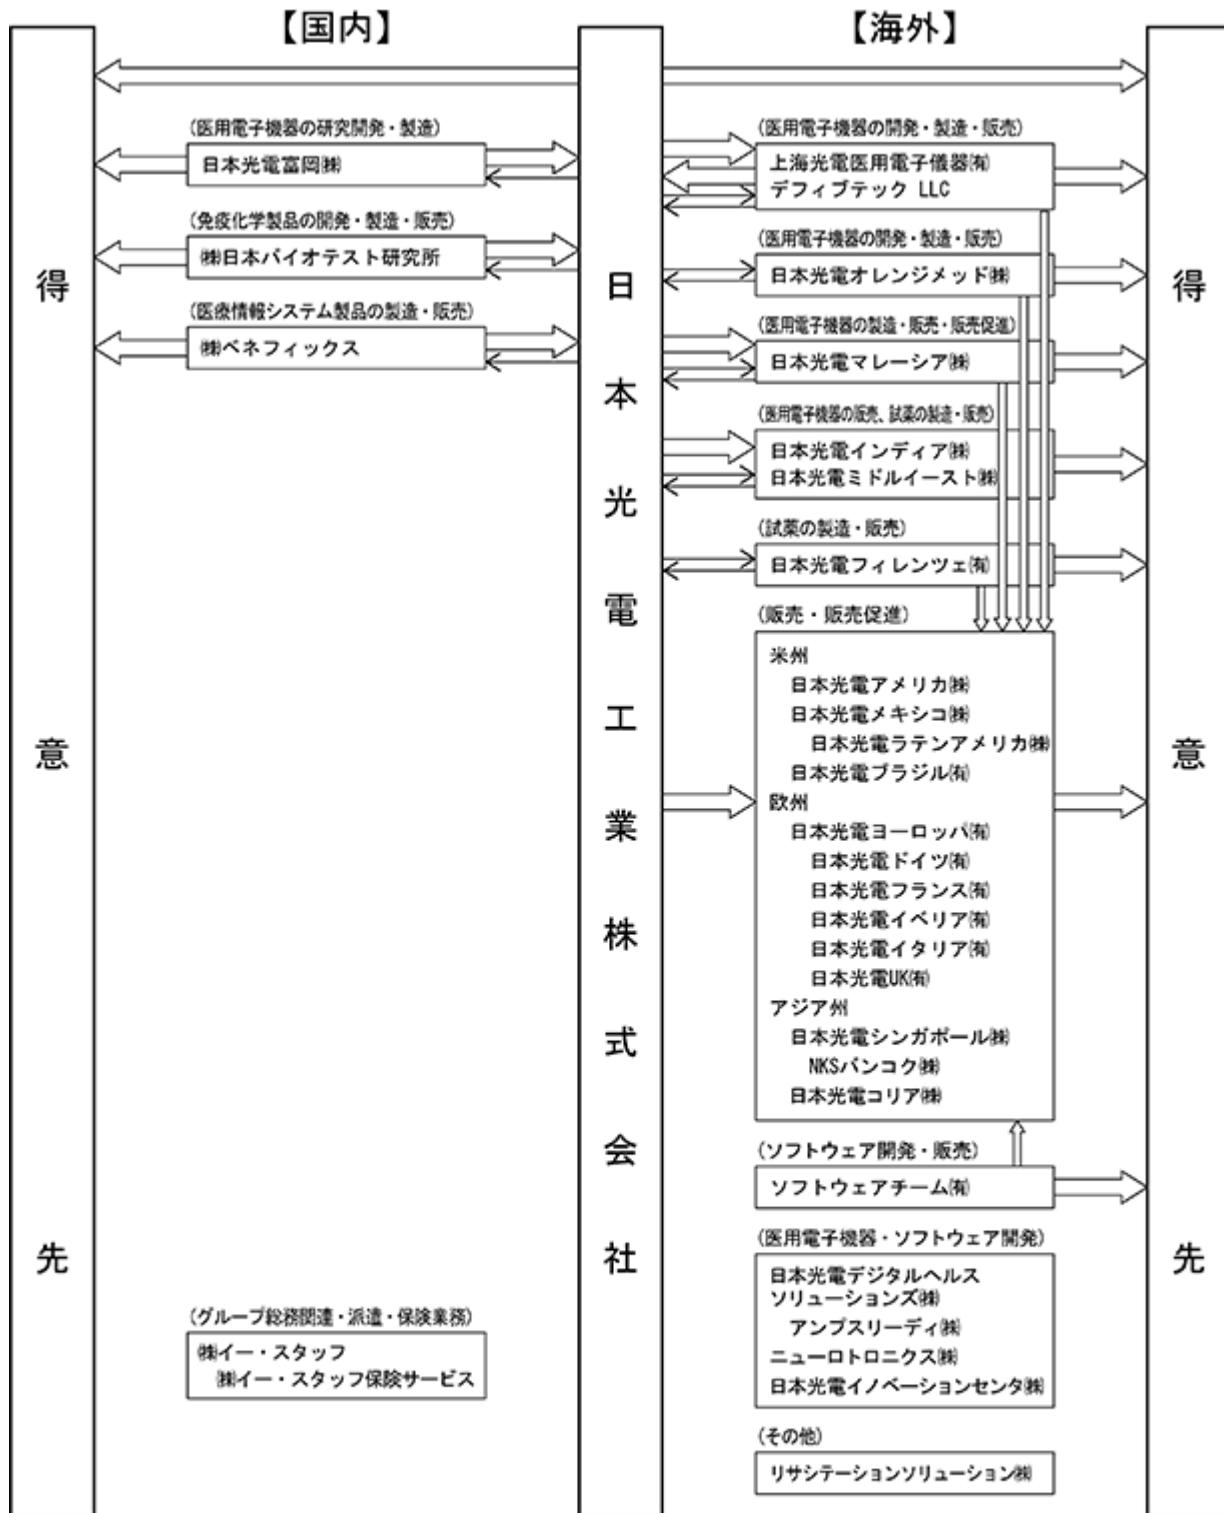 【国内】
【海外】
得意先
日本光電工業株式会社
得意先
(医用電子機器の研究開発・製造)
日本光電富岡㈱
(免疫化学製品の開発・製造・販売)
㈱日本バイオテスト研究所
(医療情報システム製品の製造・販売)
㈱ベネフィックス
(グループ総務関連・派遣・保険業務)
㈱イー・スタッフ
㈱イー・スタッフ保険サービス
(医用電子機器の開発・製造・販売)
上海光電医用電子儀器㈲
デフィブテック LLC
(医用電子機器の開発・製造・販売)
日本光電オレンジメッド㈱
(医用電子機器の製造・販売・販売促進)
日本光電マレーシア㈱
(医用電子機器の販売、試薬の製造・販売)
日本光電インディア㈱
日本光電ミドルイースト㈱
(試薬の製造・販売)
日本光電フィレンツェ㈲
(販売・販売促進)
米州
日本光電アメリカ㈱
日本光電メキシコ㈱
日本光電ラテンアメリカ㈱
日本光電ブラジル㈲
欧州
日本光電ヨーロッパ㈲
日本光電ドイツ㈲
日本光電フランス㈲
日本光電イベリア㈲
日本光電イタリア㈲
日本光電UK㈲
アジア州
日本光電シンガポール㈱
NKSバンコク㈱
日本光電コリア㈱
(ソフトウェア開発・販売)
ソフトウェアチーム㈲
(医用電子機器・ソフトウェア開発)
日本光電デジタルヘルス
ソリューションズ㈱
アンプスリーディ㈱
ニューロトロニクス㈱
日本光電イノベーションセンタ㈱
(その他)
リサシテーションソリューション㈱